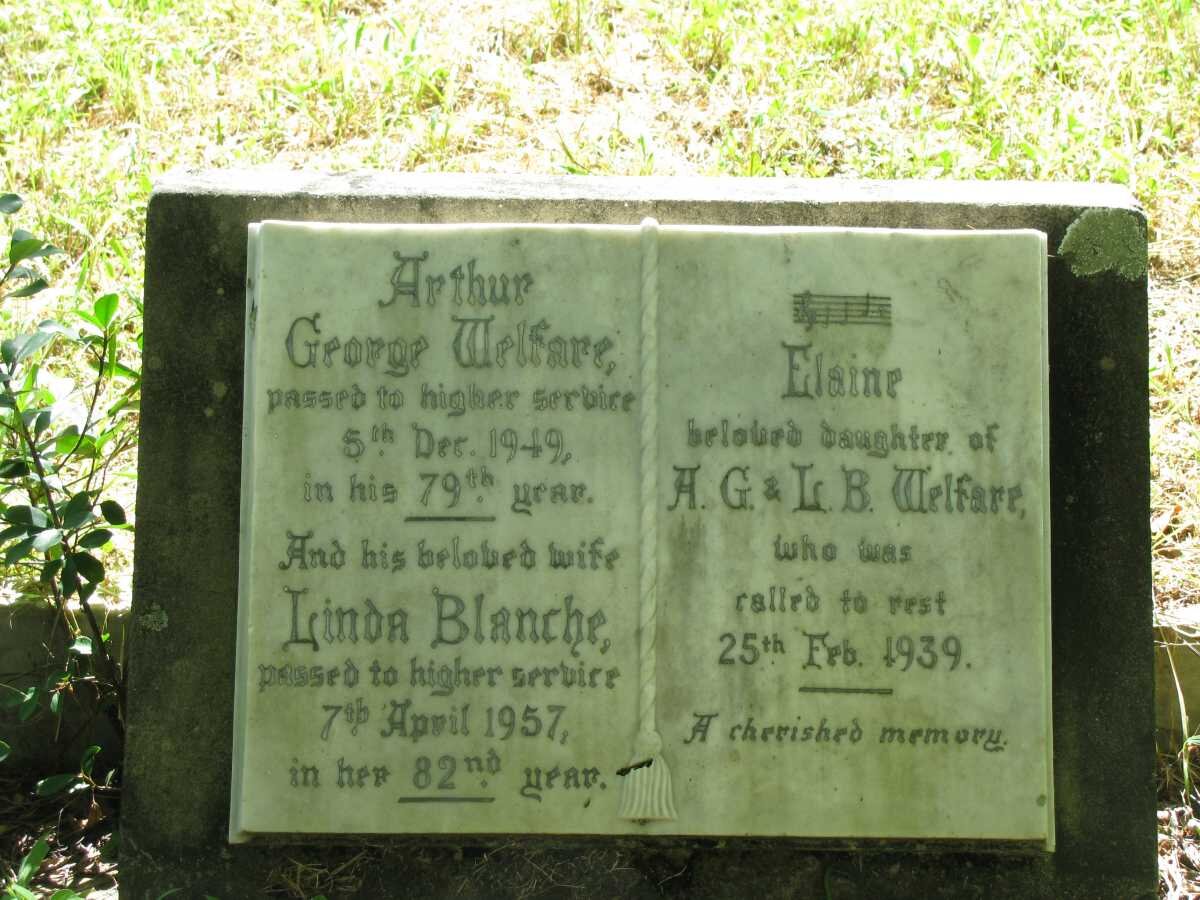 Arthur
George Welfare,
passed to higher service
5th Dec. 1949,
in his 79th year.
And his beloved wife
Linda Blanche,
passed to higher service
7th April 1957,
in her 82nd year.
Elaine
beloved daughter of
A. G. & L. B. Welfare,
who was
called to rest
25th Feb. 1939.
A cherished memory.